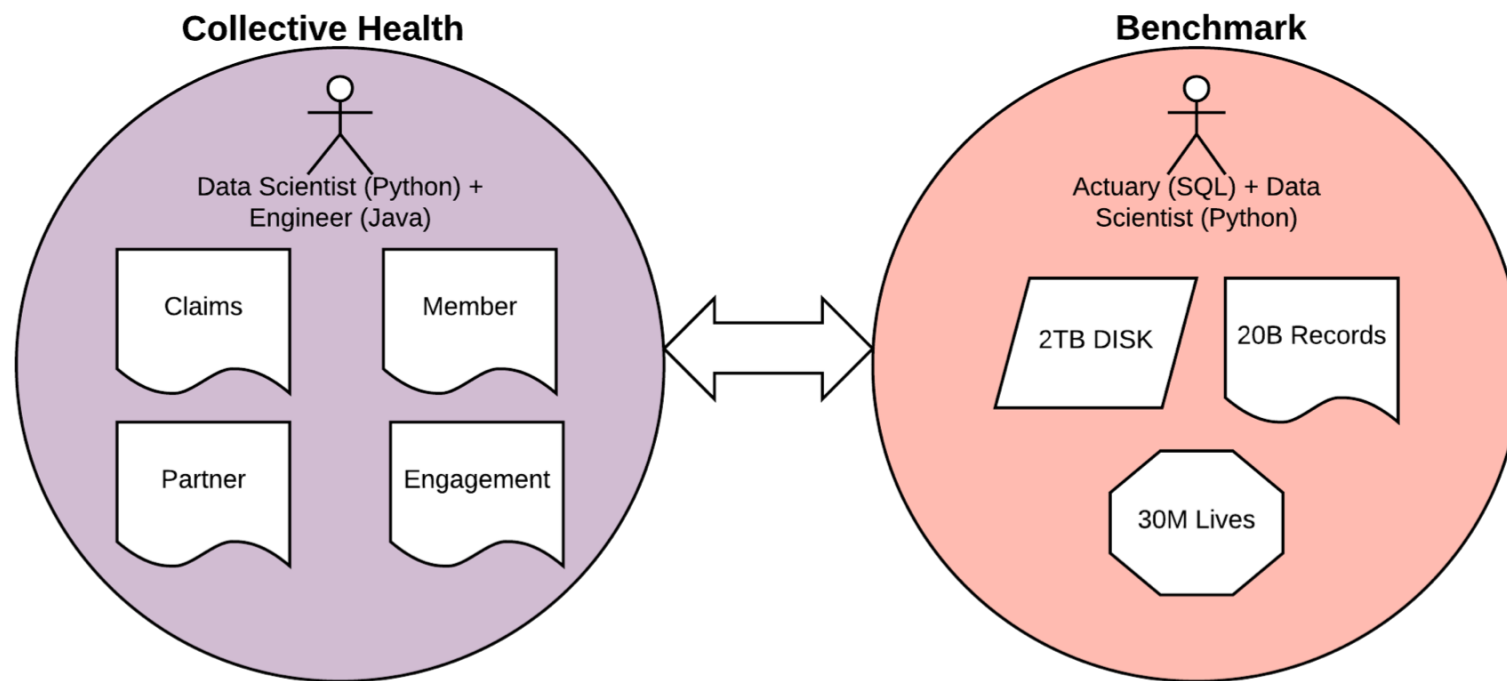 Collective Health
Data Scientist (Python) +
Engineer (Java)
Claims
Member
Partner
Engagement
Benchmark
Actuary (SQL) + Data
Scientist (Python)
2TB DISK
20B Records
30M Lives